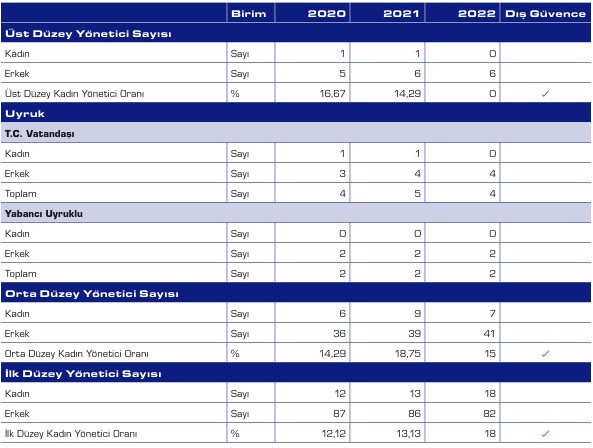 Birim 2020 2021 2022 Dış Güvence
Üst Düzey Yönetici Sayısı
Kadın Sayı 1 1 0
Erkek Sayı 5 6 6
Üst Düzey Kadın Yönetici Oranı % 16,67 14,29 0 ✓
Uyruk
T.C. Vatandaşı
Kadın Sayı 1 1 0
Erkek Sayı 3 4 4
Toplam Sayı 4 5 4
Yabancı Uyruklu
Kadın Sayı 0 0 0
Erkek Sayı 2 2 2
Toplam Sayı 2 2 2
Orta Düzey Yönetici Sayısı
Kadın Sayı 6 9 7
Erkek Sayı 36 39 41
Orta Düzey Kadın Yönetici Oranı % 14,29 18,75 15 ✓
İlk Düzey Yönetici Sayısı
Kadın Sayı 12 13 18
Erkek Sayı 87 86 82
İlk Düzey Kadın Yönetici Oranı % 12,12 13,13 18 ✓